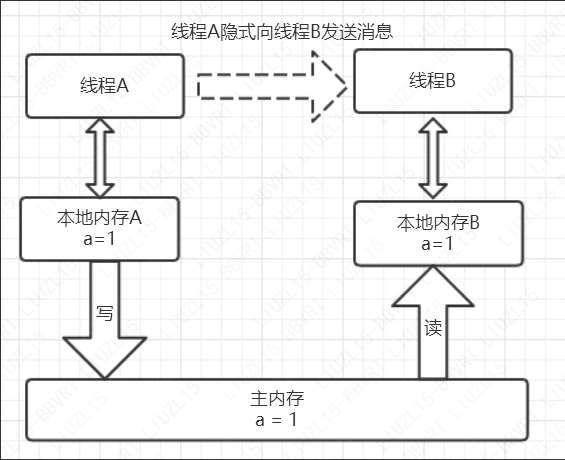 线程A隐式向线程B发送消息
线程A
线程B
本地内存A
a=1
本地内存B
a=1
写
读
主内存
a = 1